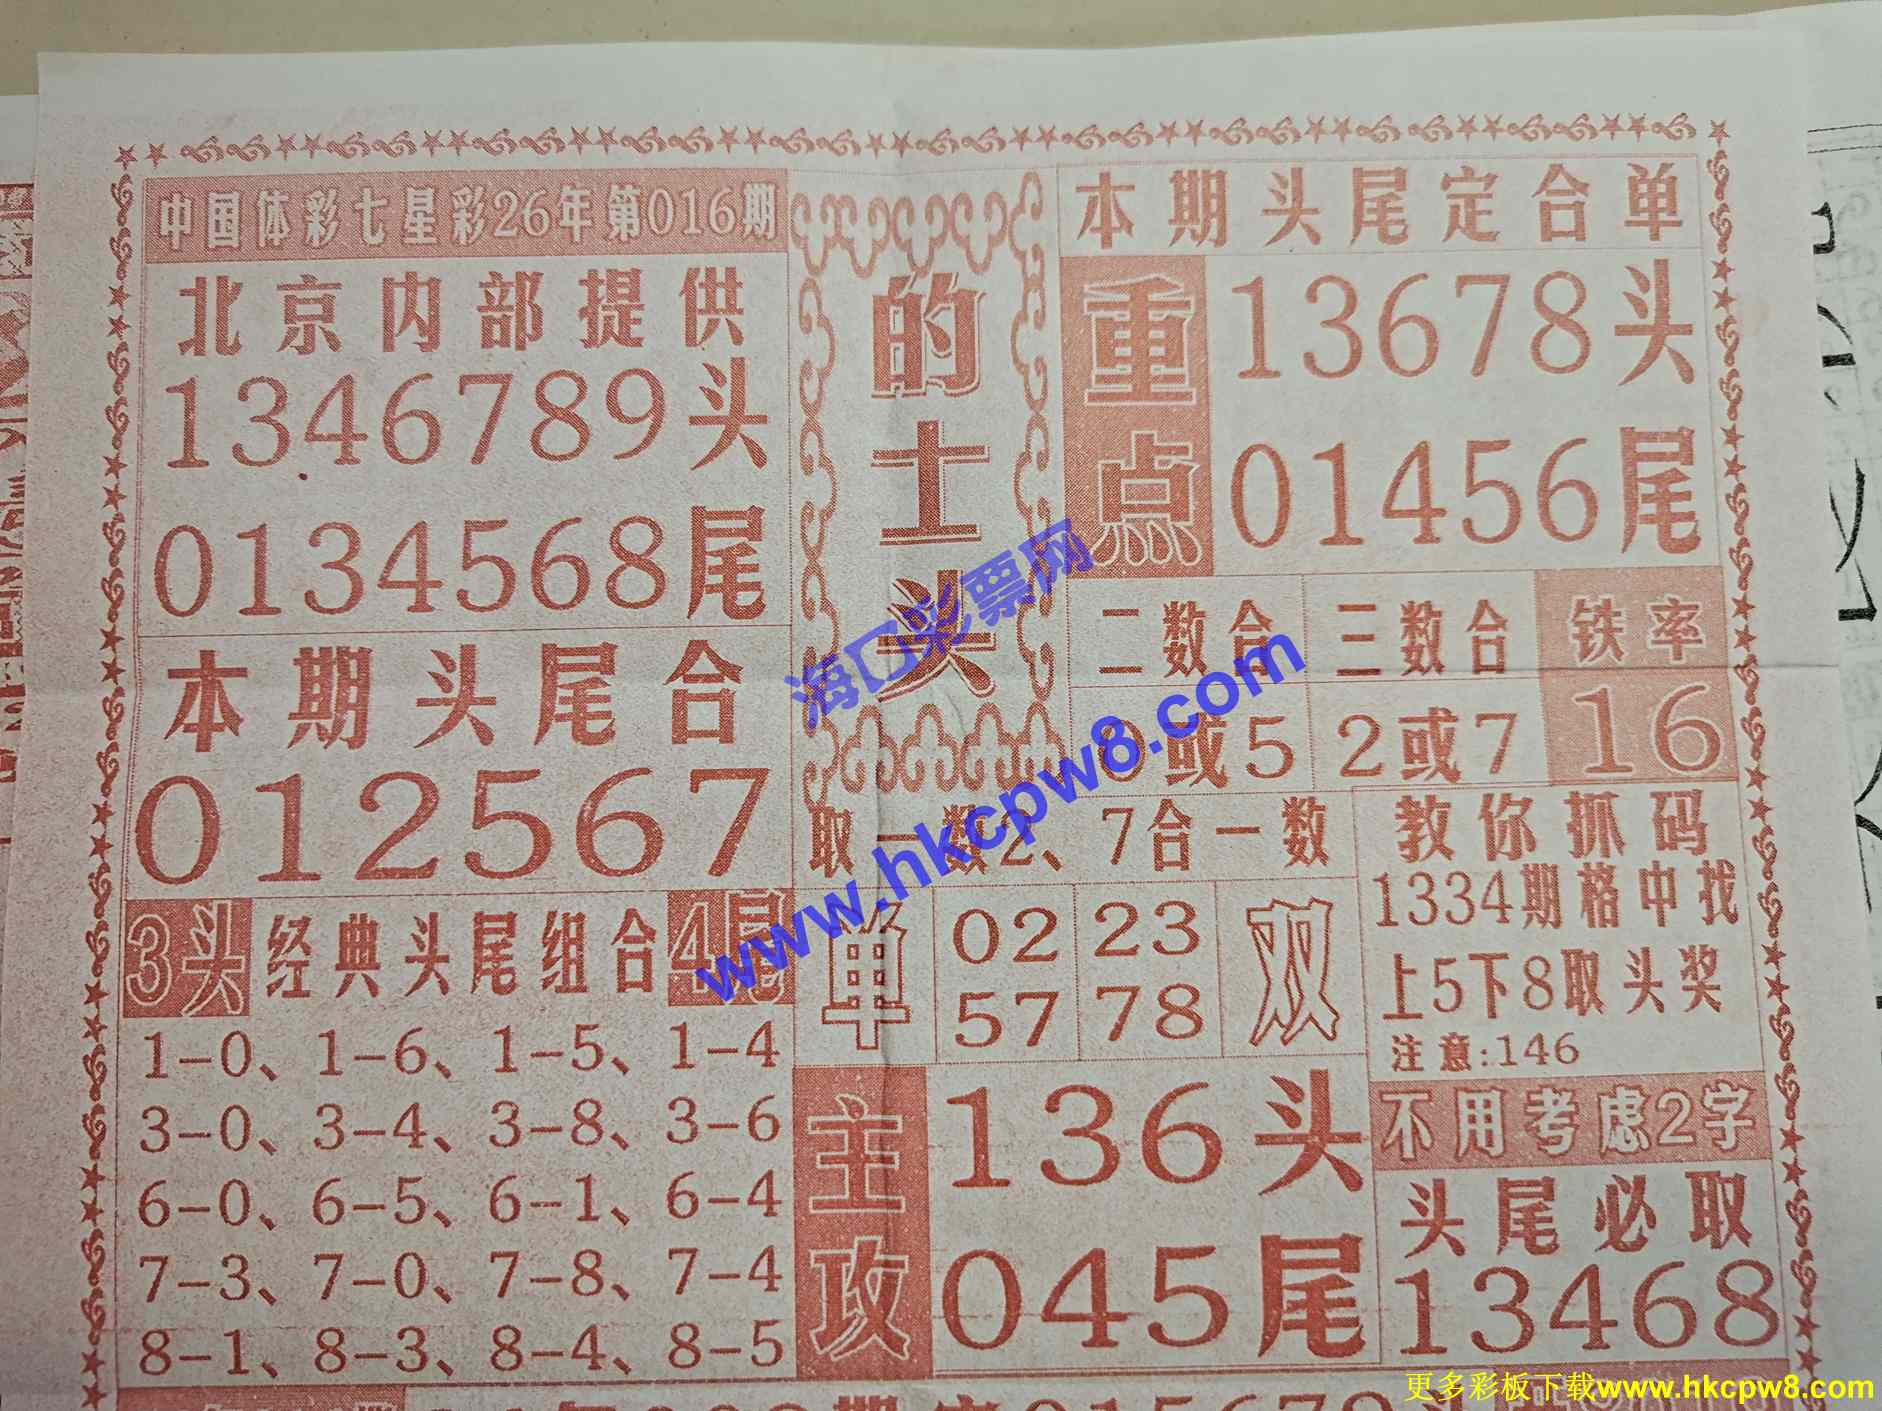 中国体彩七星彩26年第016期
北京内部提供
1346789头
0134568尾
本期头尾合
012567
3头 经典头尾组合 4尾
1-0、1-6、1-5、1-4
3-0、3-4、3-8、3-6
6-0、6-5、6-1、6-4
7-3、7-0、7-8、7-4
8-1、8-3、8-4、8-5
的士头
本期头尾定合单
重点
13678头
01456尾
二数合 三数合 铁率
0或5 2或7 16
取一数2、7合一数
单 02 23 双
57 78
主攻
136头
045尾
教你抓码
1334期格中找
上5下8取头奖
注意:146
不用考虑2字
头尾必取
13468
海口彩票网
www.hkcpw8.com
更多彩板下载www.hkcpw8.com